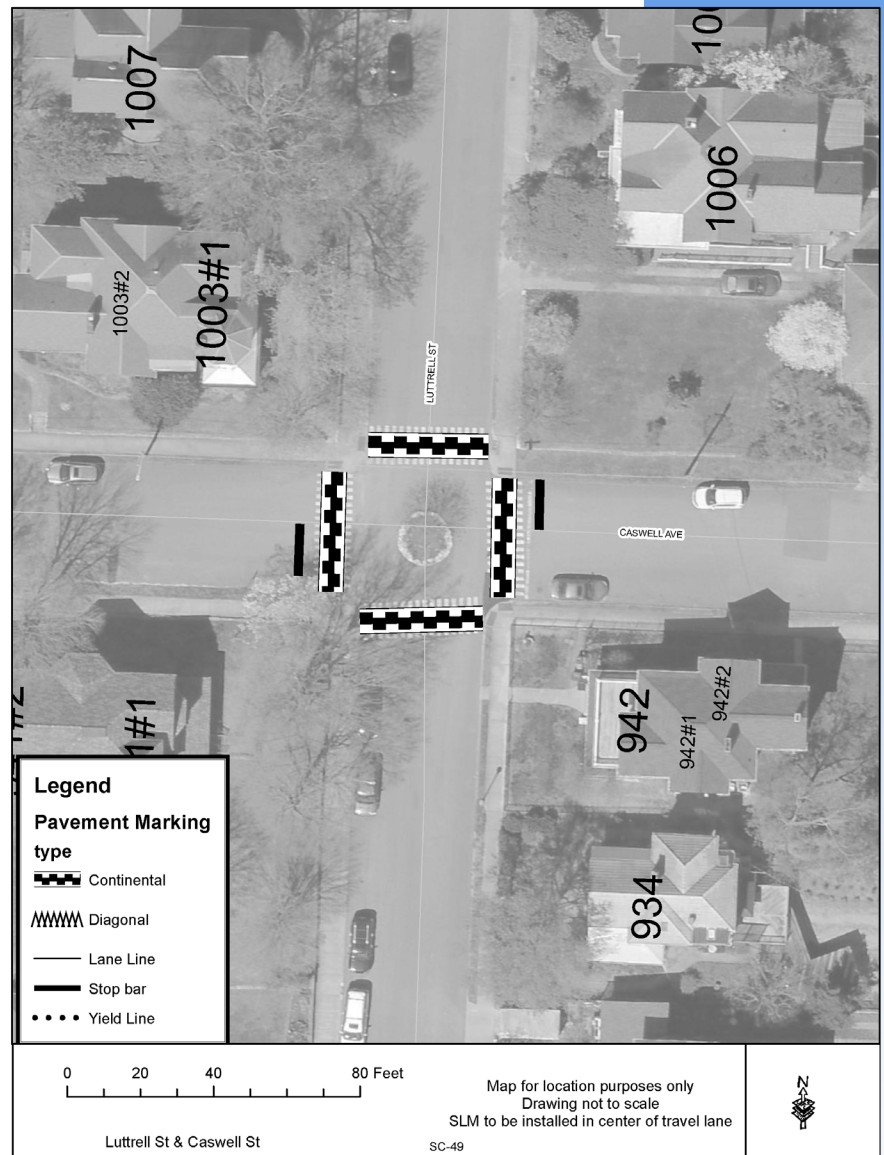 1007
100
1006
1003#2
1003#1
LUTTRELL ST
CASWELL AVE
942
942#1
942#2
1#1
934
Legend
Pavement Marking
type
Continental
Diagonal
Lane Line
Stop bar
Yield Line
0 20 40 80 Feet
Map for location purposes only
Drawing not to scale
SLM to be installed in center of travel lane
Luttrell St & Caswell St
SC-49
N